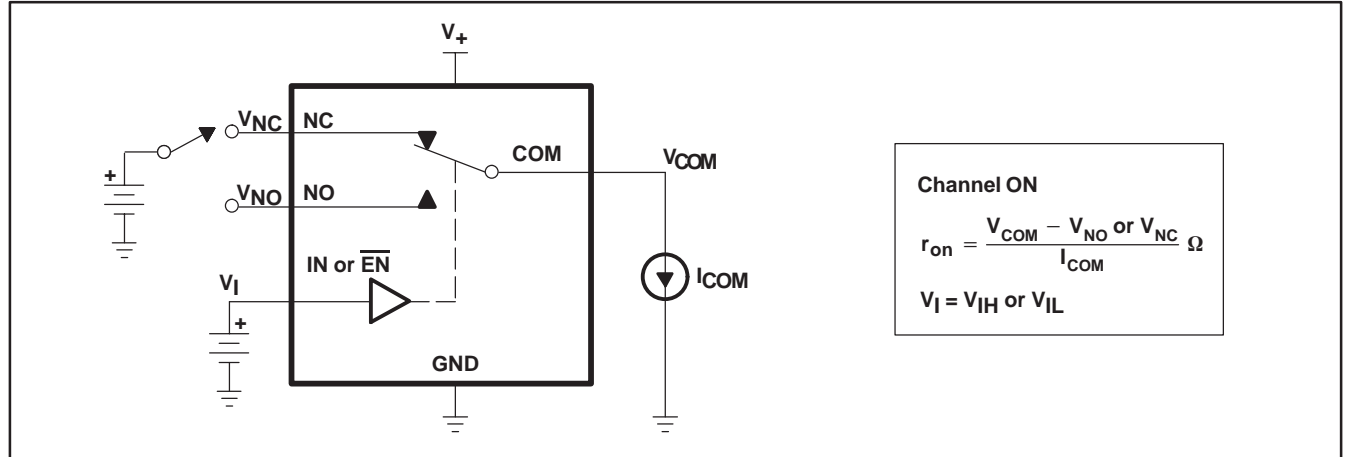 V+
VNC NC
COM
VCOM
+
VNO NO
IN or EN
VI
+
ICOM
GND
Channel ON
ron = VCOM − VNO or VNC / ICOM Ω
VI = VIH or VIL